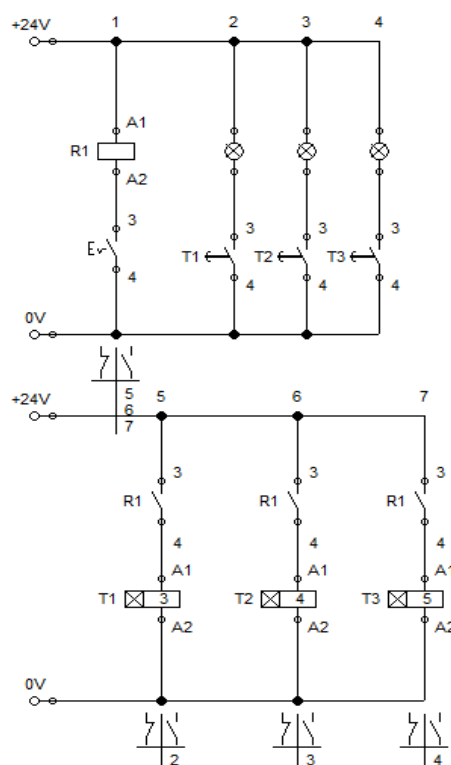 1 2 3 4
+24V
A1
R1
A2
3 3 3 3
T1 T2 T3
4 4 4 4
0V
5
6
7
+24V
5 6 7
3 3 3
R1 R1 R1
4 4 4
A1 A1 A1
T1 3 T2 4 T3 5
A2 A2 A2
0V
2 3 4